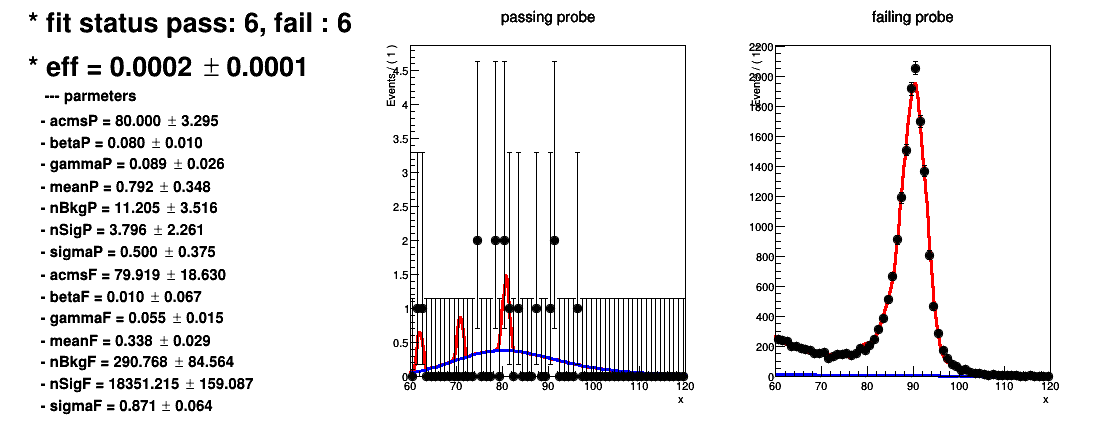 * fit status pass: 6, fail : 6
* eff = 0.0002 ± 0.0001
--- parmeters
- acmsP = 80.000 ± 3.295
- betaP = 0.080 ± 0.010
- gammaP = 0.089 ± 0.026
- meanP = 0.792 ± 0.348
- nBkgP = 11.205 ± 3.516
- nSigP = 3.796 ± 2.261
- sigmaP = 0.500 ± 0.375
- acmsF = 79.919 ± 18.630
- betaF = 0.010 ± 0.067
- gammaF = 0.055 ± 0.015
- meanF = 0.338 ± 0.029
- nBkgF = 290.768 ± 84.564
- nSigF = 18351.215 ± 159.087
- sigmaF = 0.871 ± 0.064
passing probe
Events / ( 1 )
4.5
4
3.5
3
2.5
2
1.5
1
0.5
0
60 70 80 90 100 110 120
x
failing probe
Events / ( 1 )
2200
2000
1800
1600
1400
1200
1000
800
600
400
200
0
60 70 80 90 100 110 120
x